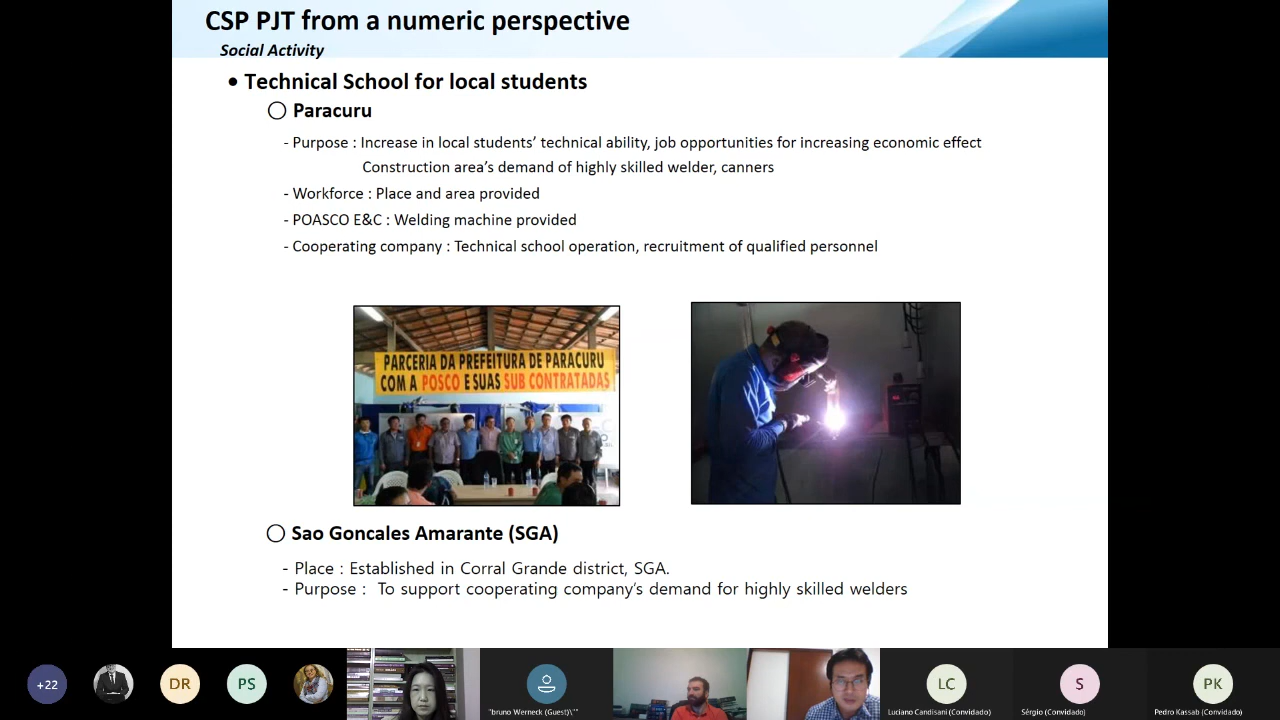 CSP PJT from a numeric perspective
Social Activity
• Technical School for local students
○ Paracuru
- Purpose : Increase in local students’ technical ability, job opportunities for increasing economic effect
Construction area’s demand of highly skilled welder, canners
- Workforce : Place and area provided
- POASCO E&C : Welding machine provided
- Cooperating company : Technical school operation, recruitment of qualified personnel
PARCERIA DA PREFEITURA DE PARACURU
COM A POSCO E SUAS SUB CONTRATADAS
○ Sao Goncales Amarante (SGA)
- Place : Established in Corral Grande district, SGA.
- Purpose : To support cooperating company’s demand for highly skilled welders
+22
DR
PS
LC
S
PK
"bruno Werneck (Guest)\""
Luciano Candisani (Convidado)
Sérgio (Convidado)
Pedro Kassab (Convidado)